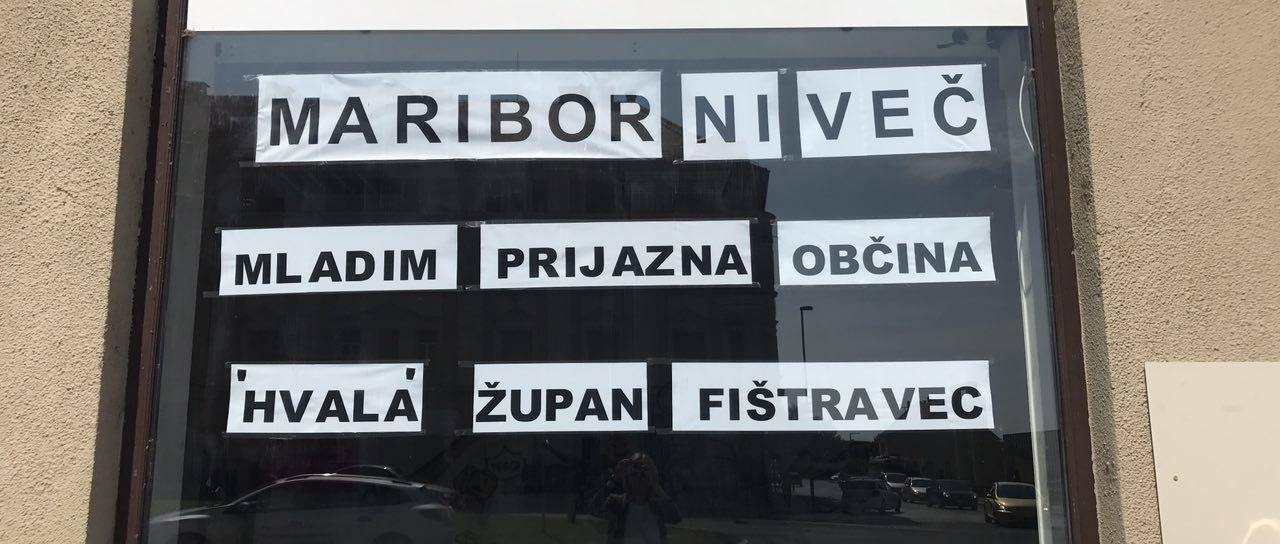 MARIBOR NI VEČ
MLADIM PRIJAZNA OBČINA
'HVALA' ŽUPAN FIŠTRAVEC